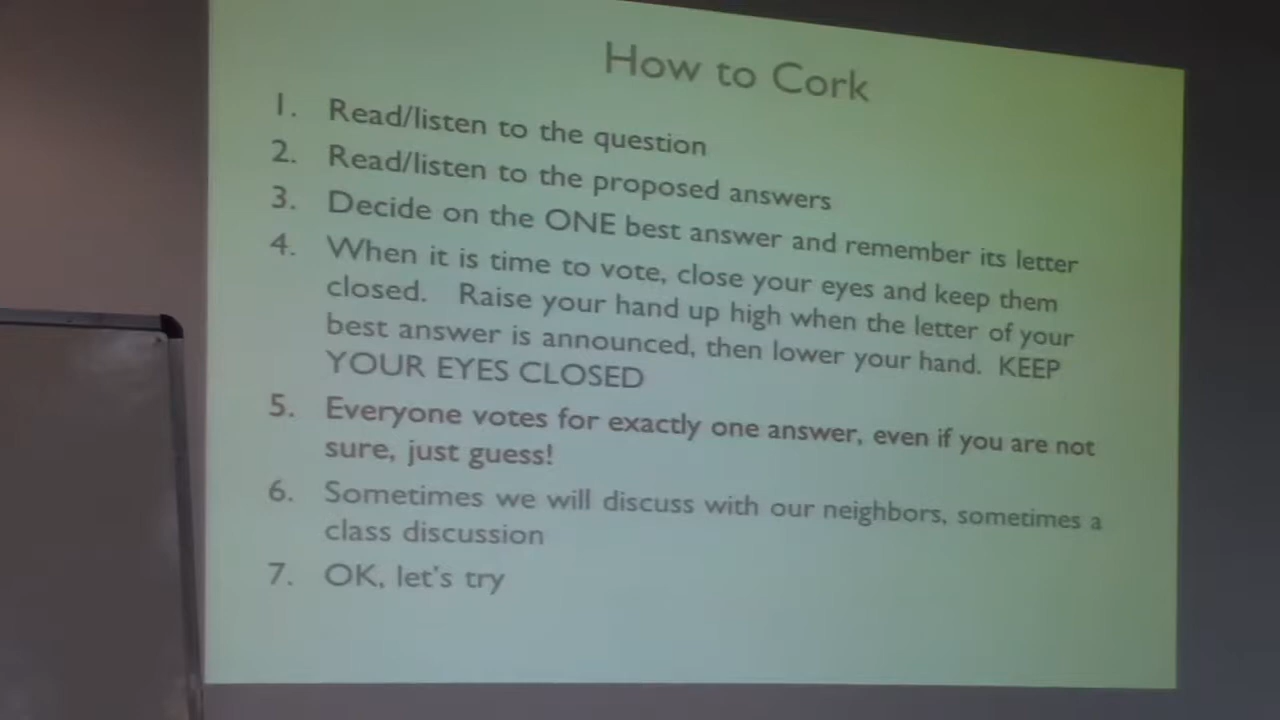 How to Cork
1. Read/listen to the question
2. Read/listen to the proposed answers
3. Decide on the ONE best answer and remember its letter
4. When it is time to vote, close your eyes and keep them
closed. Raise your hand up high when the letter of your
best answer is announced, then lower your hand. KEEP
YOUR EYES CLOSED
5. Everyone votes for exactly one answer, even if you are not
sure, just guess!
6. Sometimes we will discuss with our neighbors, sometimes a
class discussion
7. OK, let's try